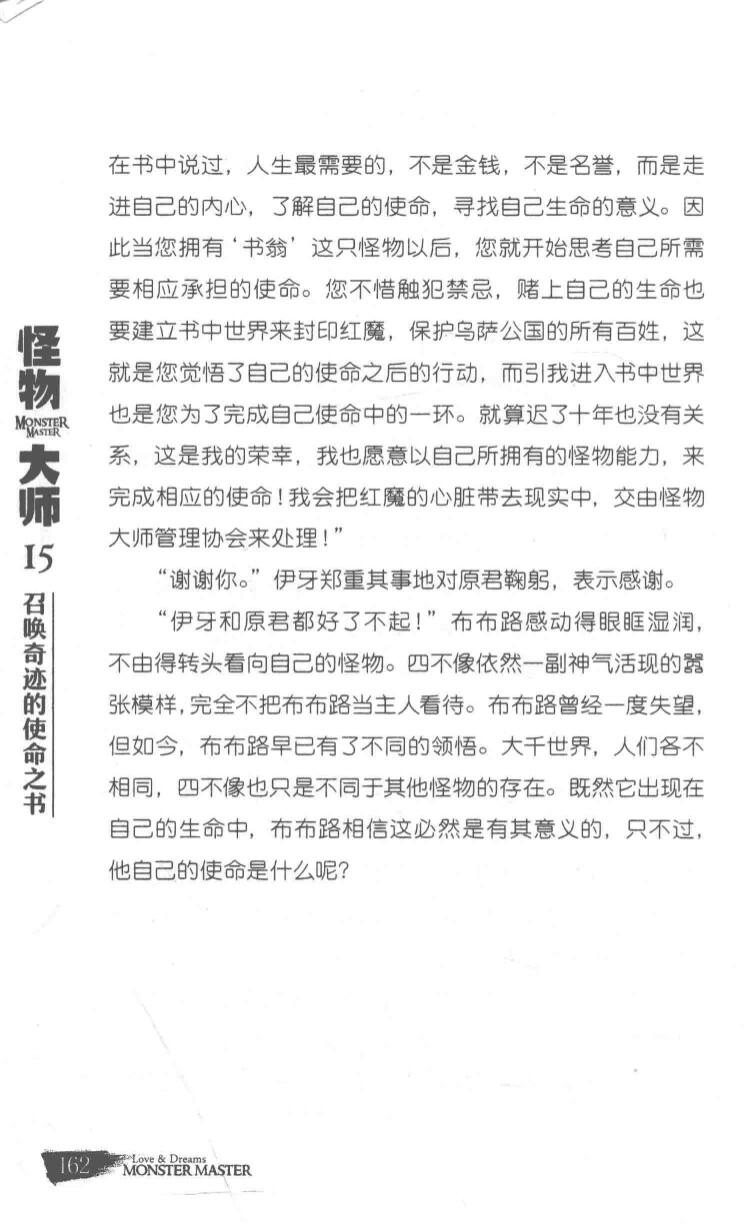 在书中说过，人生最需要的，不是金钱，不是名誉，而是走
进自己的内心，了解自己的使命，寻找自己生命的意义。因
此当您拥有‘书翁’这只怪物以后，您就开始思考自己所需
要相应承担的使命。您不惜触犯禁忌，赌上自己的生命也
要建立书中世界来封印红魔，保护乌萨公国的所有百姓，这
就是您觉悟了自己的使命之后的行动，而引我进入书中世界
也是您为了完成自己使命中的一环。就算迟了十年也没有关
系，这是我的荣幸，我也愿意以自己所拥有的怪物能力，来
完成相应的使命！我会把红魔的心脏带去现实中，交由怪物
大师管理协会来处理！”
“谢谢你。”伊牙郑重其事地对原君鞠躬，表示感谢。
“伊牙和原君都好了不起！”布布路感动得眼眶湿润，
不由得转头看向自己的怪物。四不像依然一副神气活现的嚣
张模样，完全不把布布路当主人看待。布布路曾经一度失望，
但如今，布布路早已有了不同的领悟。大千世界，人们各不
相同，四不像也只是不同于其他怪物的存在。既然它出现在
自己的生命中，布布路相信这必然是有其意义的，只不过，
他自己的使命是什么呢？
怪物
MONSTER
MASTER
大师
15
召唤奇迹的使命之书
162
Love & Dreams
MONSTER MASTER